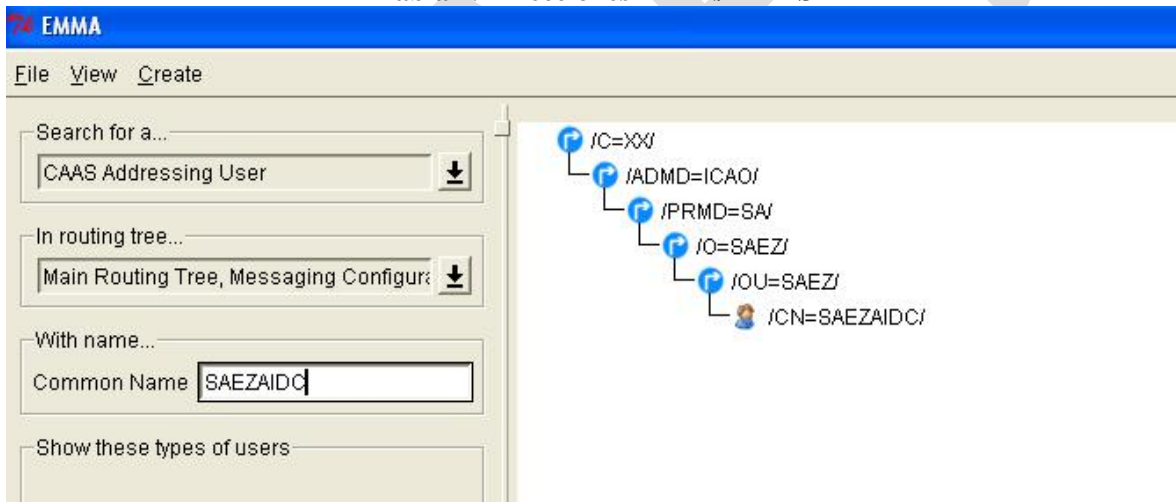 EMMA
File View Create
Search for a...
CAAS Addressing User
In routing tree...
Main Routing Tree, Messaging Configura
With name...
Common Name SAEZAIDC
Show these types of users
/C=XX/
/ADMD=ICAO/
/PRMD=SA/
/O=SAEZ/
/OU=SAEZ/
/CN=SAEZAIDC/